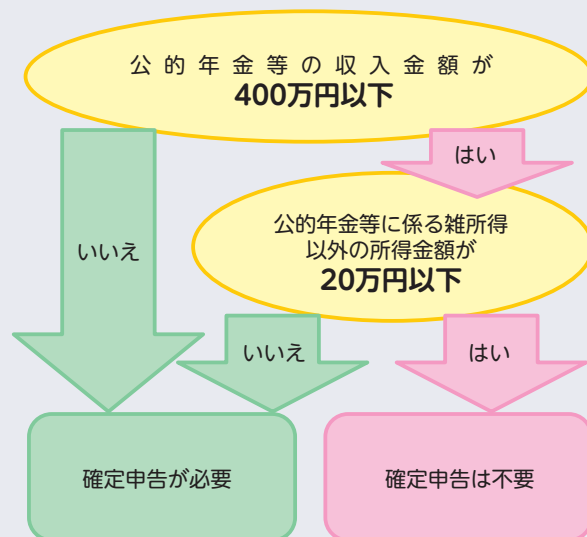 公的年金等の収入金額が
400万円以下
はい
いいえ
公的年金等に係る雑所得
以外の所得金額が
20万円以下
いいえ
はい
確定申告が必要
確定申告は不要